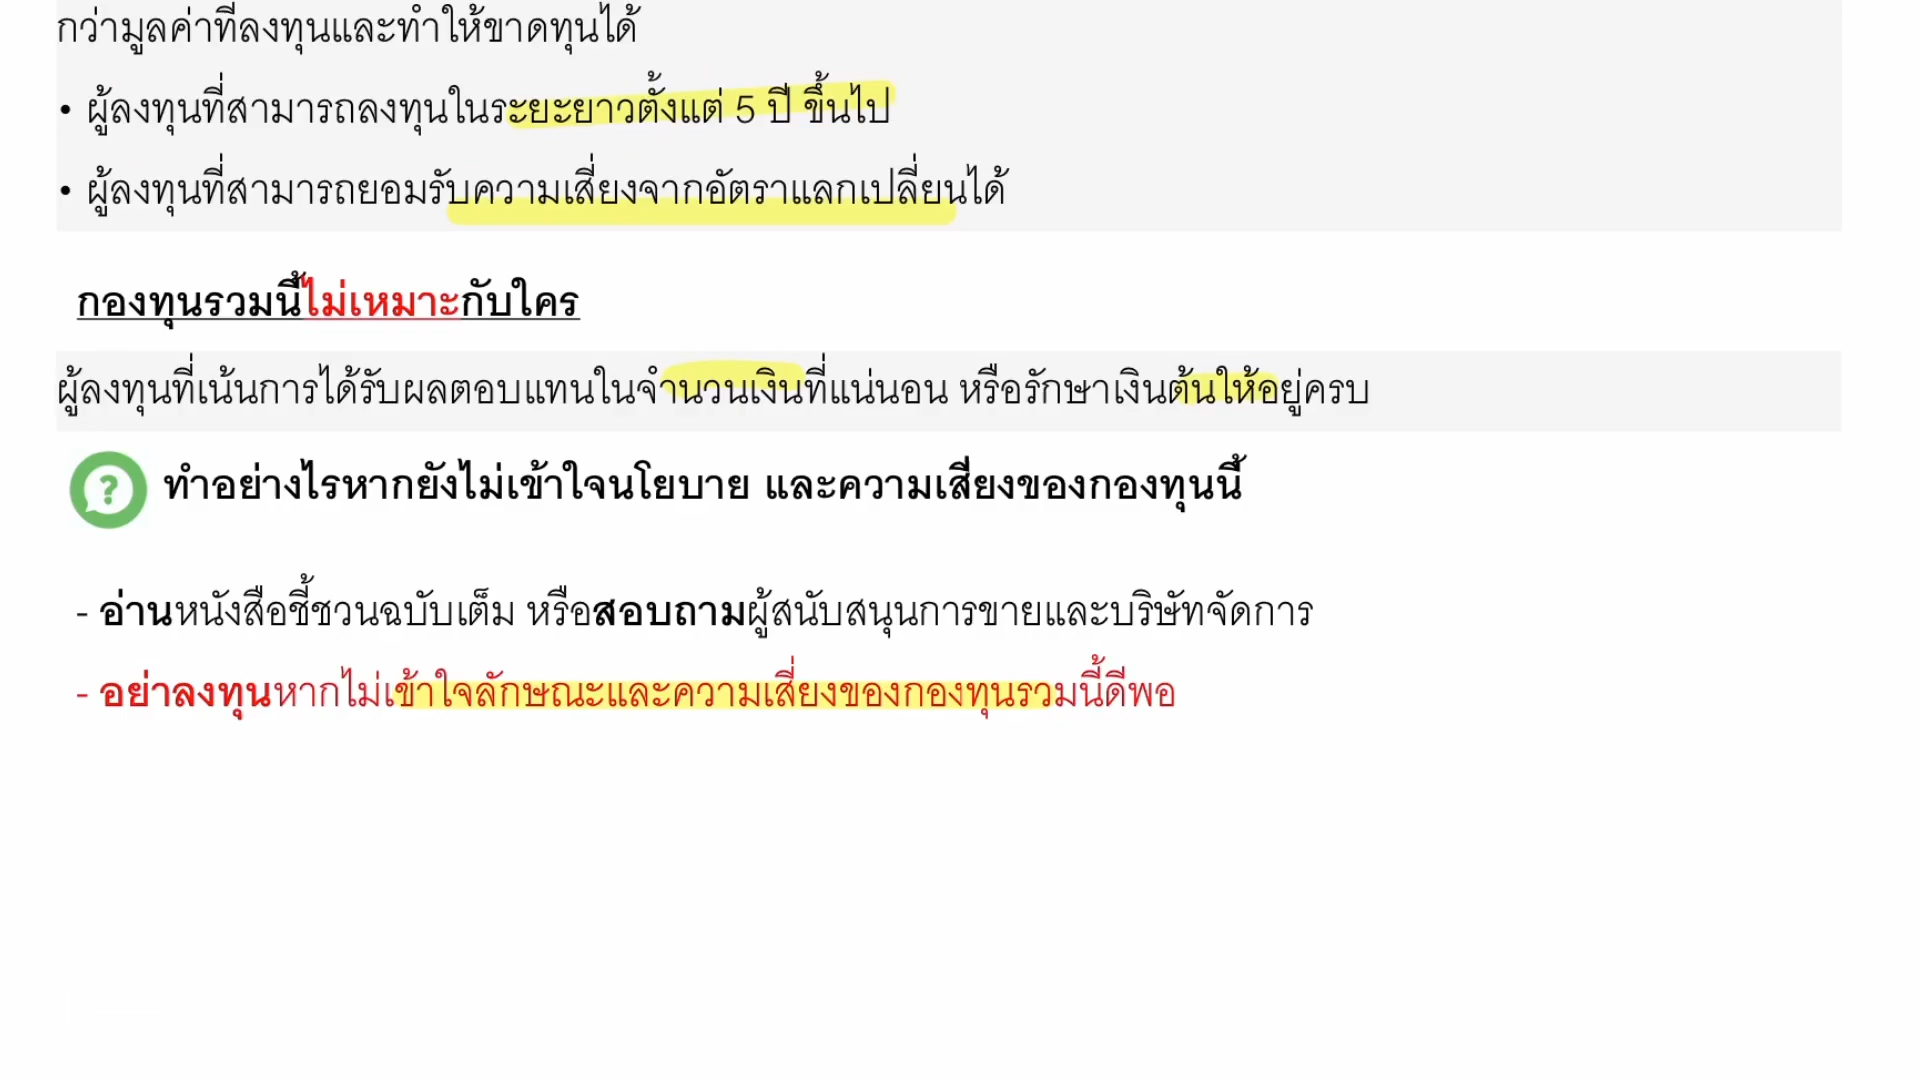 กว่ามูลค่าที่ลงทุนและทำให้ขาดทุนได้
• ผู้ลงทุนที่สามารถลงทุนในระยะยาวตั้งแต่ 5 ปี ขึ้นไป
• ผู้ลงทุนที่สามารถยอมรับความเสี่ยงจากอัตราแลกเปลี่ยนได้
กองทุนรวมนี้ไม่เหมาะกับใคร
ผู้ลงทุนที่เน้นการได้รับผลตอบแทนในจำนวนเงินที่แน่นอน หรือรักษาเงินต้นให้อยู่ครบ
? ทำอย่างไรหากยังไม่เข้าใจนโยบาย และความเสี่ยงของกองทุนนี้
- อ่านหนังสือชี้ชวนฉบับเต็ม หรือสอบถามผู้สนับสนุนการขายและบริษัทจัดการ
- อย่าลงทุนหากไม่เข้าใจลักษณะและความเสี่ยงของกองทุนรวมนี้ดีพอ